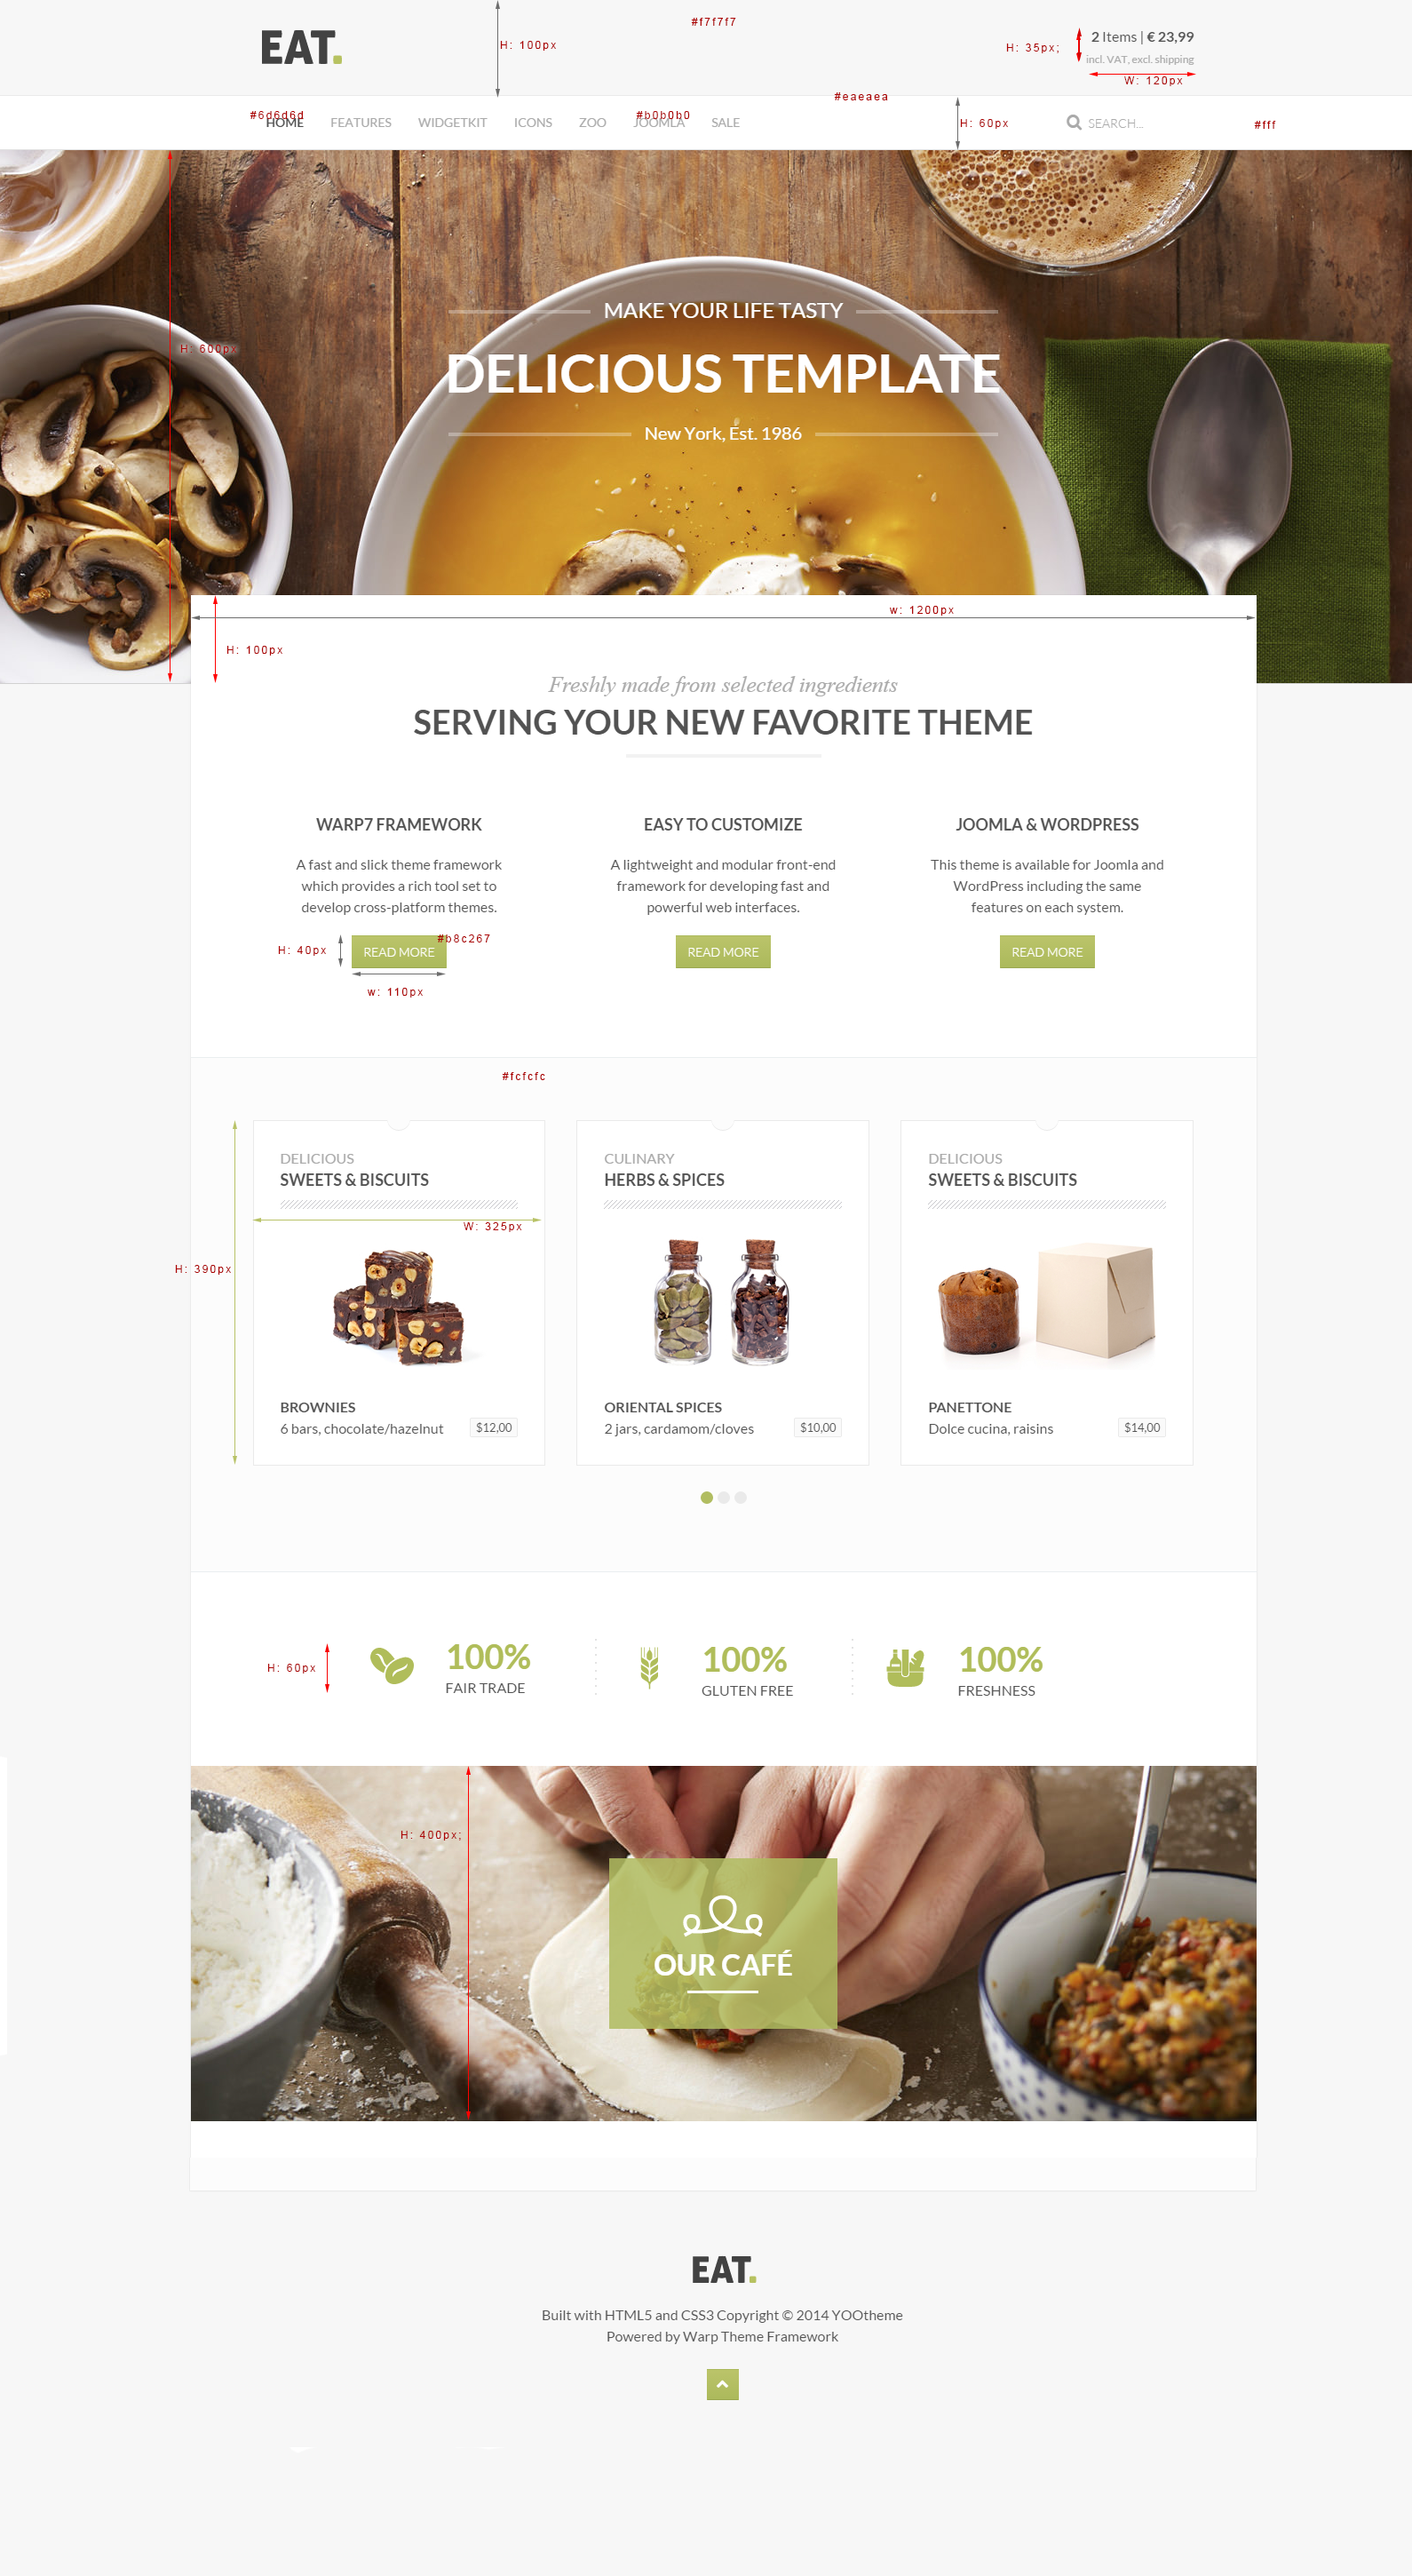 EAT.
H: 100px
#f7f7f7
H: 35px;
2 Items | € 23,99
incl. VAT, excl. shipping
W: 120px
#eaeaea
#6d6d6d
#b0b0b0
HOME FEATURES WIDGETKIT ICONS ZOO JOOMLA SALE
H: 60px
SEARCH...
#fff
MAKE YOUR LIFE TASTY
H: 600px
DELICIOUS TEMPLATE
New York, Est. 1986
w: 1200px
H: 100px
Freshly made from selected ingredients
SERVING YOUR NEW FAVORITE THEME
WARP7 FRAMEWORK
A fast and slick theme framework
which provides a rich tool set to
develop cross-platform themes.
H: 40px
READ MORE
#b8c267
w: 110px
EASY TO CUSTOMIZE
A lightweight and modular front-end
framework for developing fast and
powerful web interfaces.
READ MORE
JOOMLA & WORDPRESS
This theme is available for Joomla and
WordPress including the same
features on each system.
READ MORE
#fcfcfc
DELICIOUS
SWEETS & BISCUITS
W: 325px
H: 390px
BROWNIES
6 bars, chocolate/hazelnut
$12,00
CULINARY
HERBS & SPICES
ORIENTAL SPICES
2 jars, cardamom/cloves
$10,00
DELICIOUS
SWEETS & BISCUITS
PANETTONE
Dolce cucina, raisins
$14,00
H: 60px
100%
FAIR TRADE
100%
GLUTEN FREE
100%
FRESHNESS
H: 400px;
OUR CAFÉ
EAT.
Built with HTML5 and CSS3 Copyright © 2014 YOOtheme
Powered by Warp Theme Framework